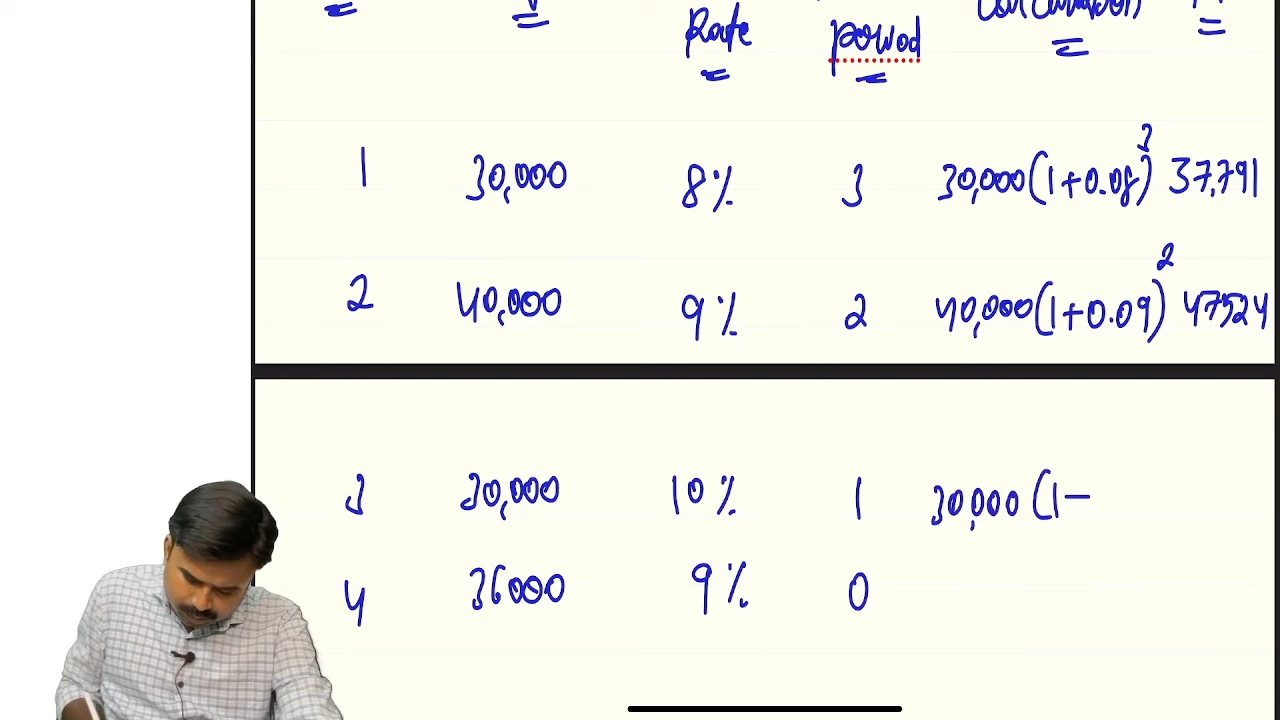 Rate period Calculation
1 30,000 8% 3 30,000(1+0.08)³ 37,791
2 40,000 9% 2 40,000(1+0.09)² 47524
3 30,000 10% 1 30,000 (1-
4 36000 9% 0